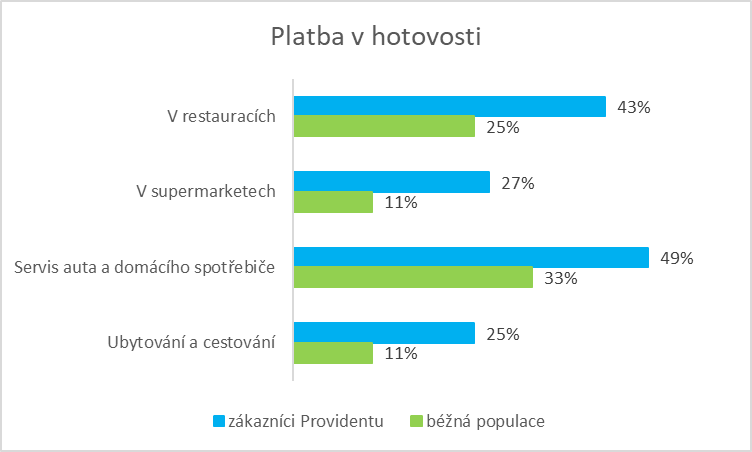 Platba v hotovosti
V restauracích
43%
25%
V supermarketech
27%
11%
Servis auta a domácího spotřebiče
49%
33%
Ubytování a cestování
25%
11%
zákazníci Providentu
běžná populace